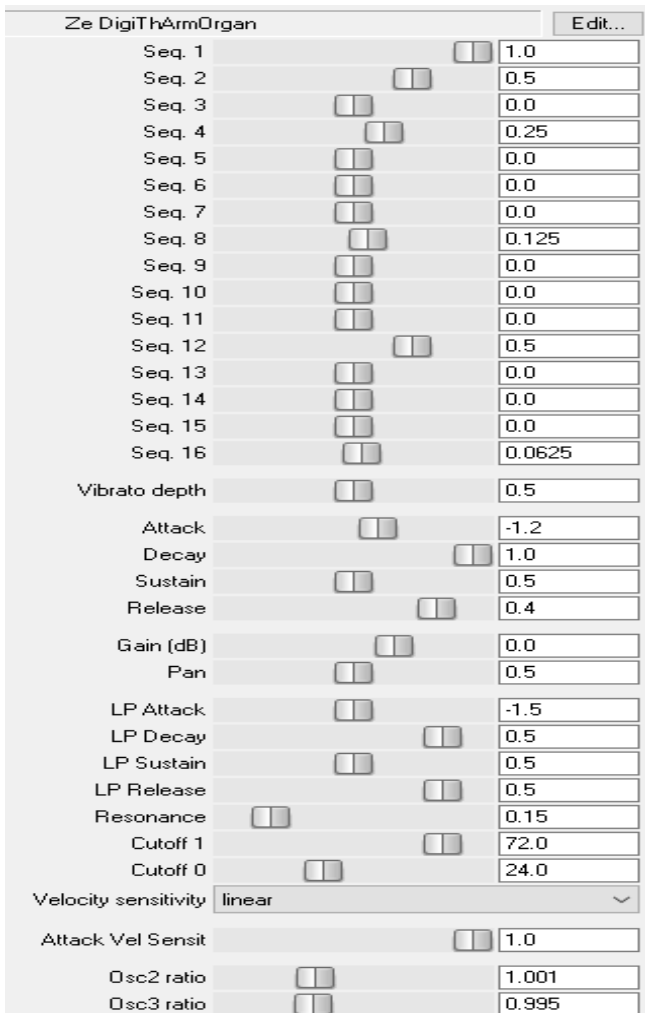 Ze DigiThArmOrgan Edit...
Seq. 1 1.0
Seq. 2 0.5
Seq. 3 0.0
Seq. 4 0.25
Seq. 5 0.0
Seq. 6 0.0
Seq. 7 0.0
Seq. 8 0.125
Seq. 9 0.0
Seq. 10 0.0
Seq. 11 0.0
Seq. 12 0.5
Seq. 13 0.0
Seq. 14 0.0
Seq. 15 0.0
Seq. 16 0.0625
Vibrato depth 0.5
Attack -1.2
Decay 1.0
Sustain 0.5
Release 0.4
Gain (dB) 0.0
Pan 0.5
LP Attack -1.5
LP Decay 0.5
LP Sustain 0.5
LP Release 0.5
Resonance 0.15
Cutoff 1 72.0
Cutoff 0 24.0
Velocity sensitivity linear
Attack Vel Sensit 1.0
Osc2 ratio 1.001
Osc3 ratio 0.995